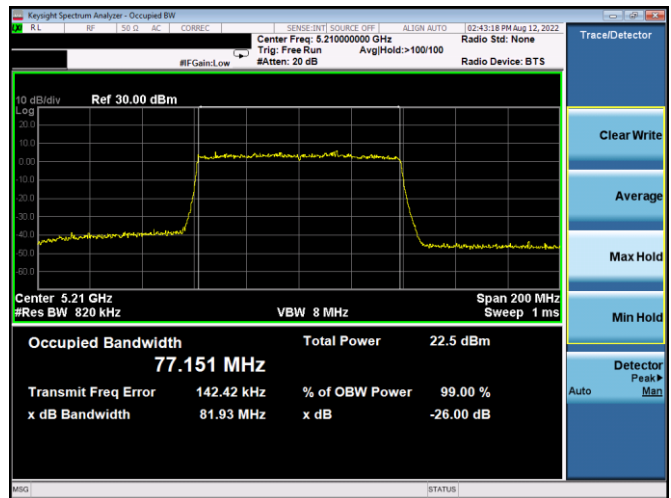 Keysight Spectrum Analyzer - Occupied BW
RL RF 50 Ω AC CORREC SENSE:INT SOURCE OFF ALIGN AUTO 02:43:18 PM Aug 12, 2022
Center Freq: 5.210000000 GHz Radio Std: None
Trig: Free Run Avg|Hold:>100/100
#IFGain:Low #Atten: 20 dB Radio Device: BTS
Trace/Detector
10 dB/div Ref 30.00 dBm
Log
20.0
10.0
0.00
-10.0
-20.0
-30.0
-40.0
-50.0
-60.0
Center 5.21 GHz Span 200 MHz
#Res BW 820 kHz VBW 8 MHz Sweep 1 ms
Occupied Bandwidth Total Power 22.5 dBm
77.151 MHz
Transmit Freq Error 142.42 kHz % of OBW Power 99.00 %
x dB Bandwidth 81.93 MHz x dB -26.00 dB
Clear Write
Average
Max Hold
Min Hold
Detector
Peak▶
Auto Man
MSG STATUS